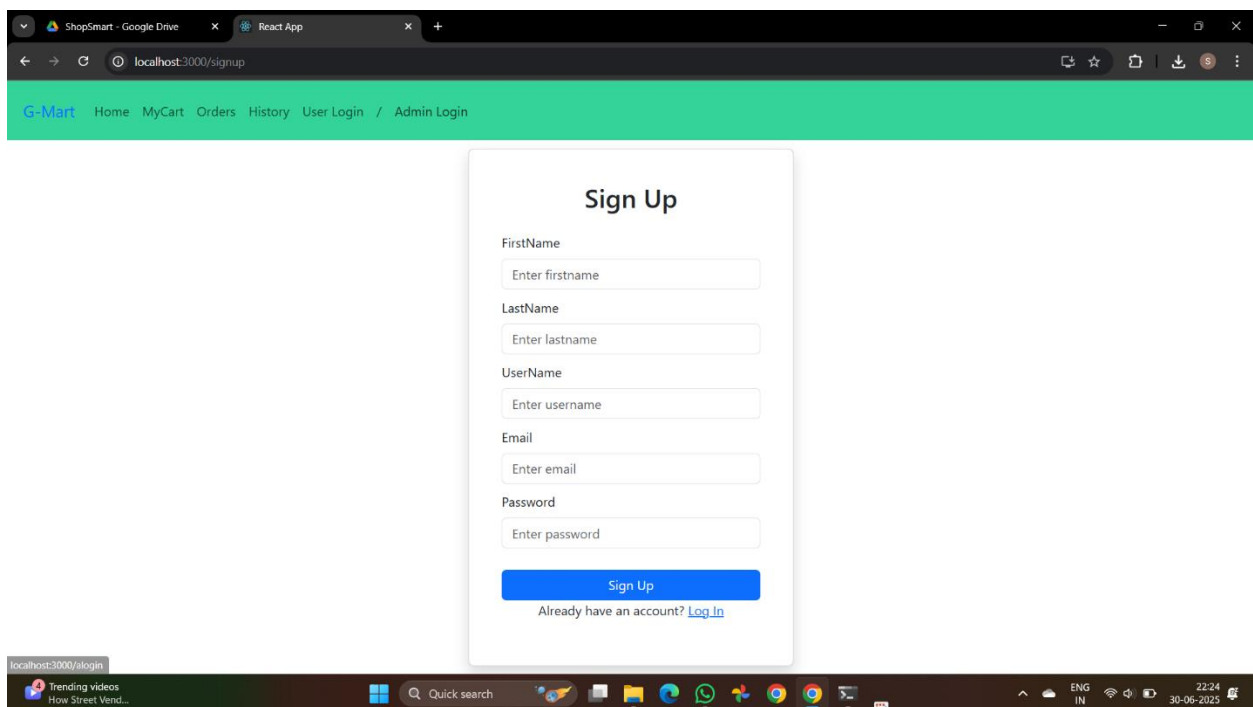 ShopSmart - Google Drive
React App
localhost:3000/signup
S
G-Mart Home MyCart Orders History User Login / Admin Login
Sign Up
FirstName
Enter firstname
LastName
Enter lastname
UserName
Enter username
Email
Enter email
Password
Enter password
Sign Up
Already have an account? Log In
localhost:3000/alogin
4
Trending videos
How Street Vend...
Quick search
ENG
IN
22:24
30-06-2025